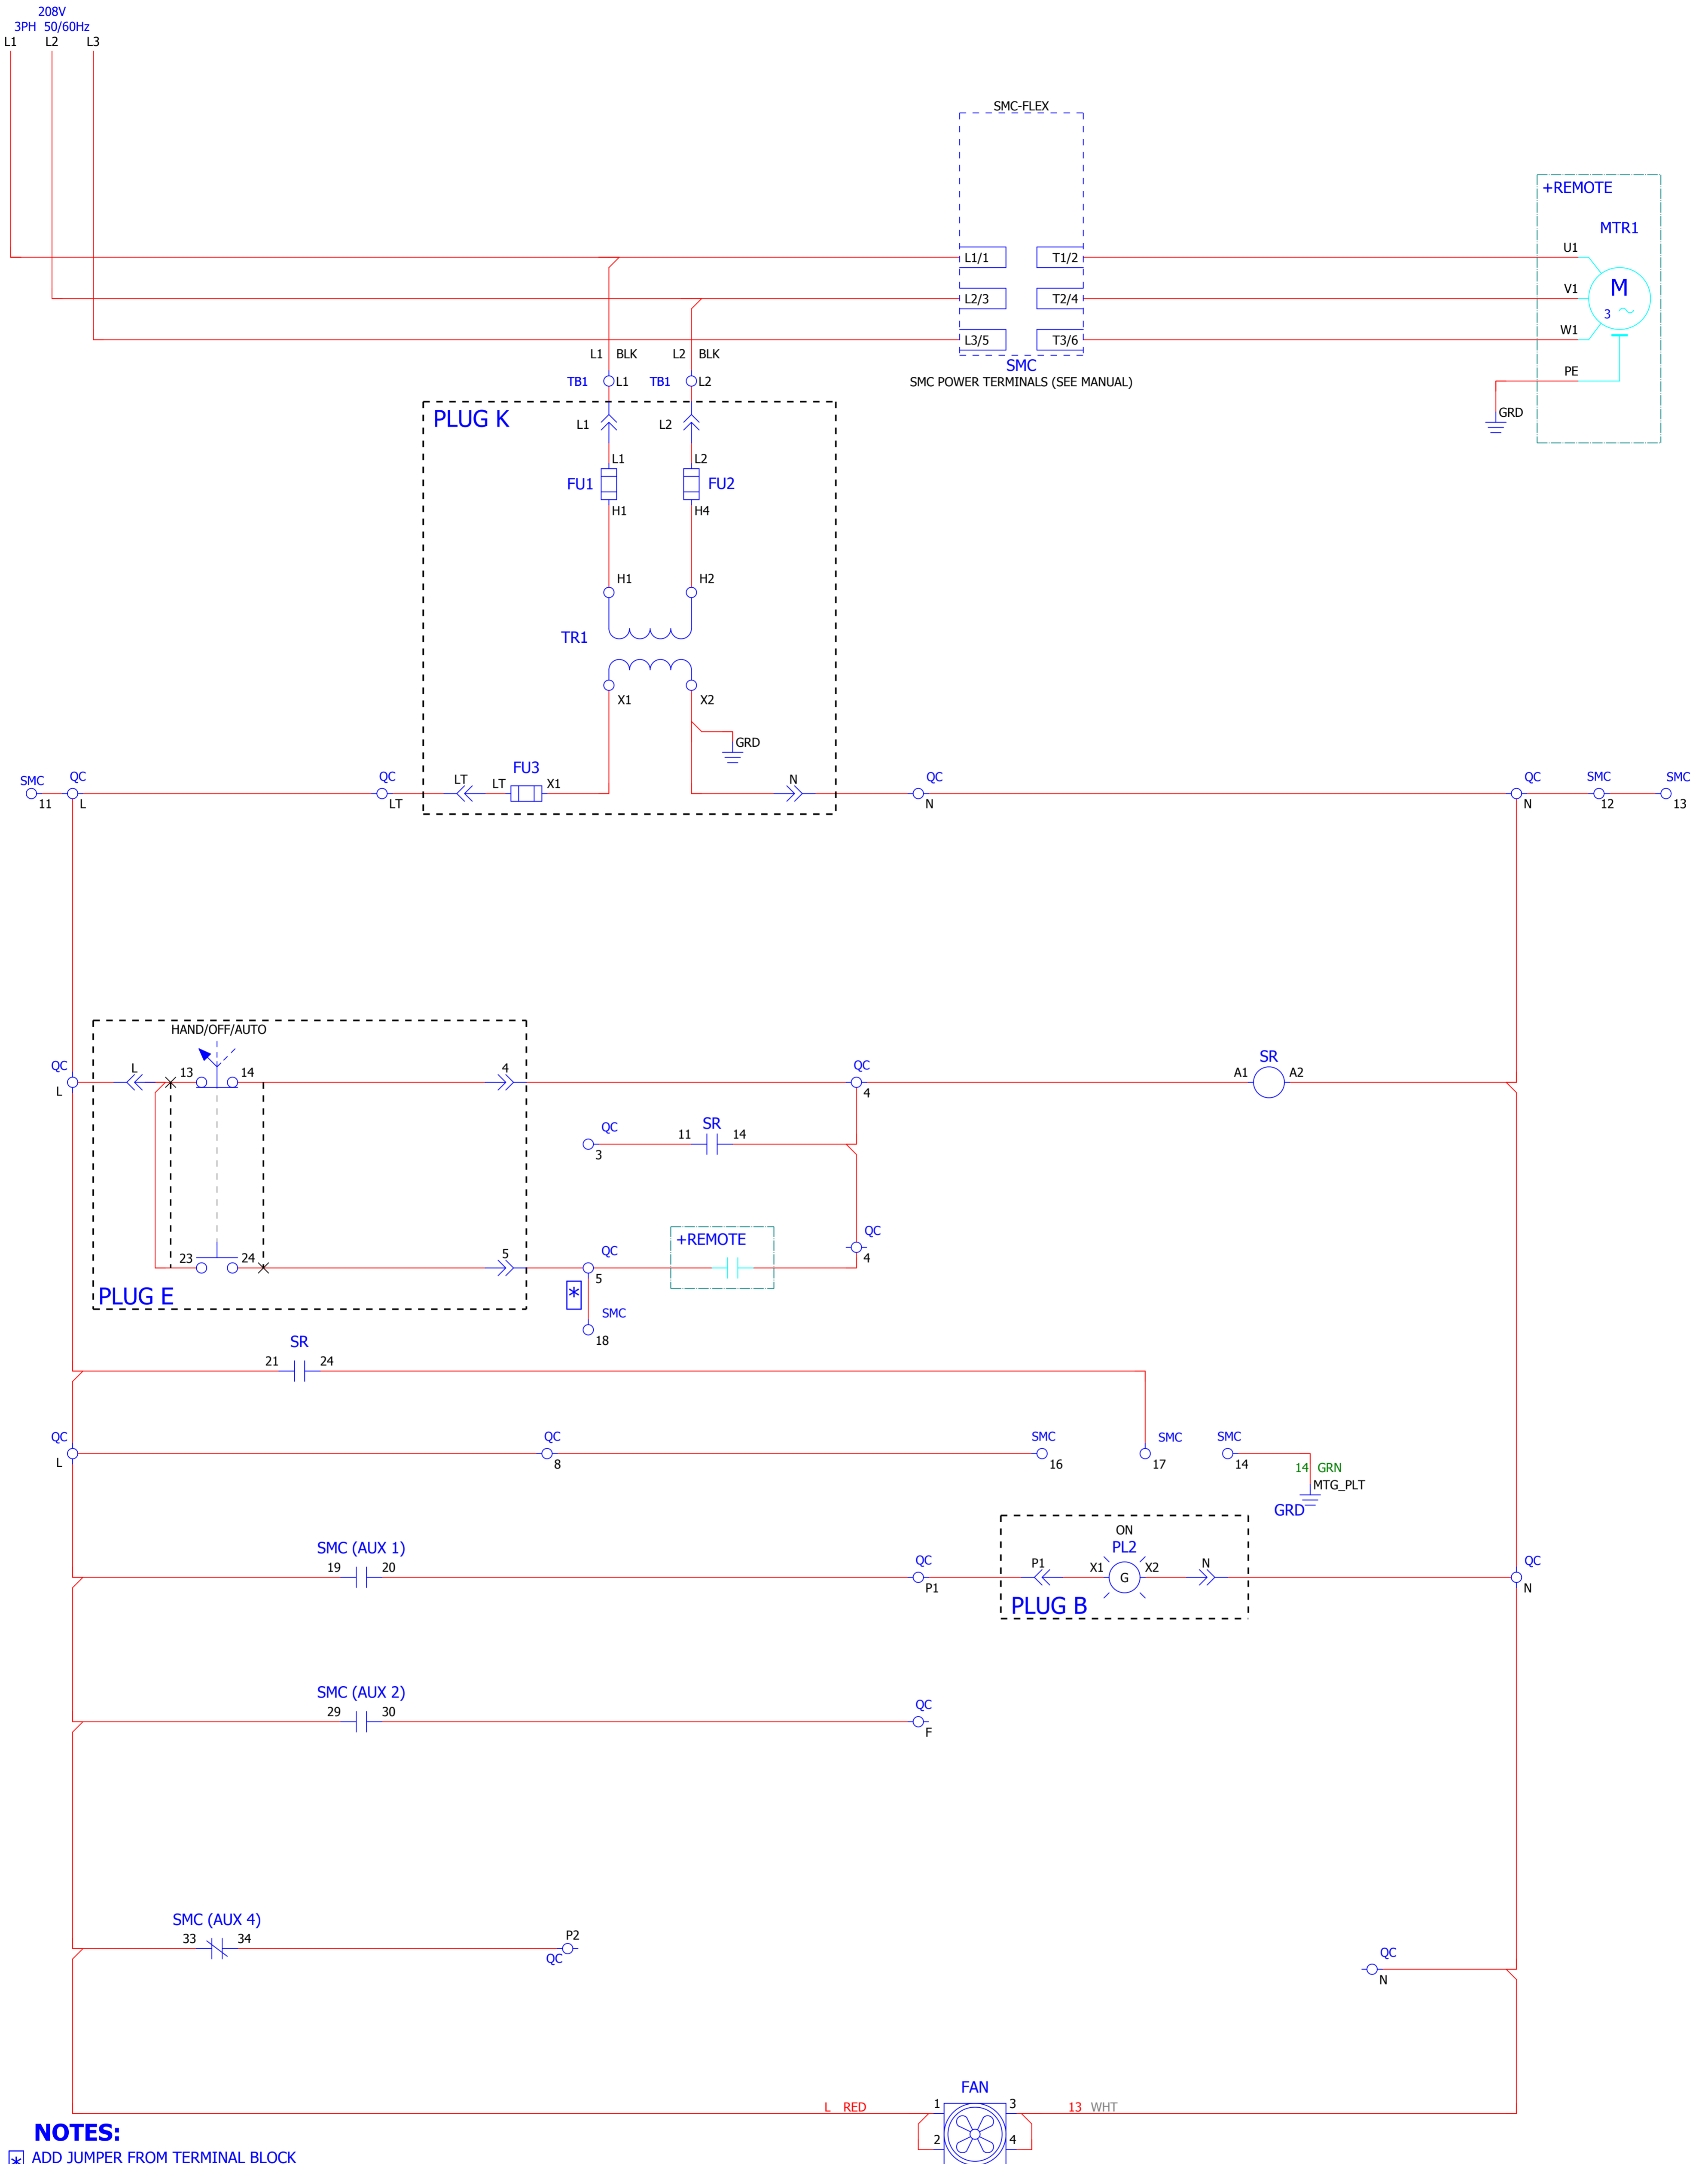 208V
3PH 50/60Hz
L1 L2 L3
SMC-FLEX
+REMOTE
MTR1
U1
L1/1 T1/2
M
3
V1
L2/3 T2/4
W1
L3/5 T3/6
SMC
SMC POWER TERMINALS (SEE MANUAL)
PE
GRD
L1 BLK L2 BLK
TB1 L1 TB1 L2
PLUG K
L1 L2
L1 L2
FU1 FU2
H1 H4
H1 H2
TR1
X1 X2
GRD
SMC QC QC LT LT FU3 X1 N QC QC SMC SMC
11 L LT N N 12 13
HAND/OFF/AUTO
QC L 13 14 4 QC SR
L 4 A1 A2
QC SR
3 11 14
QC
4
23 24 5 QC +REMOTE
5
PLUG E
*
SMC
18
SR
21 24
QC QC SMC SMC SMC
L 8 16 17 14
14 GRN
MTG_PLT
GRD
ON
SMC (AUX 1) QC PL2 QC
19 20 P1 P1 X1 G X2 N N
PLUG B
SMC (AUX 2) QC
29 30 F
SMC (AUX 4)
33 34 P2
QC
QC
N
FAN
L RED 1 3 13 WHT
2 4
NOTES:
* ADD JUMPER FROM TERMINAL BLOCK